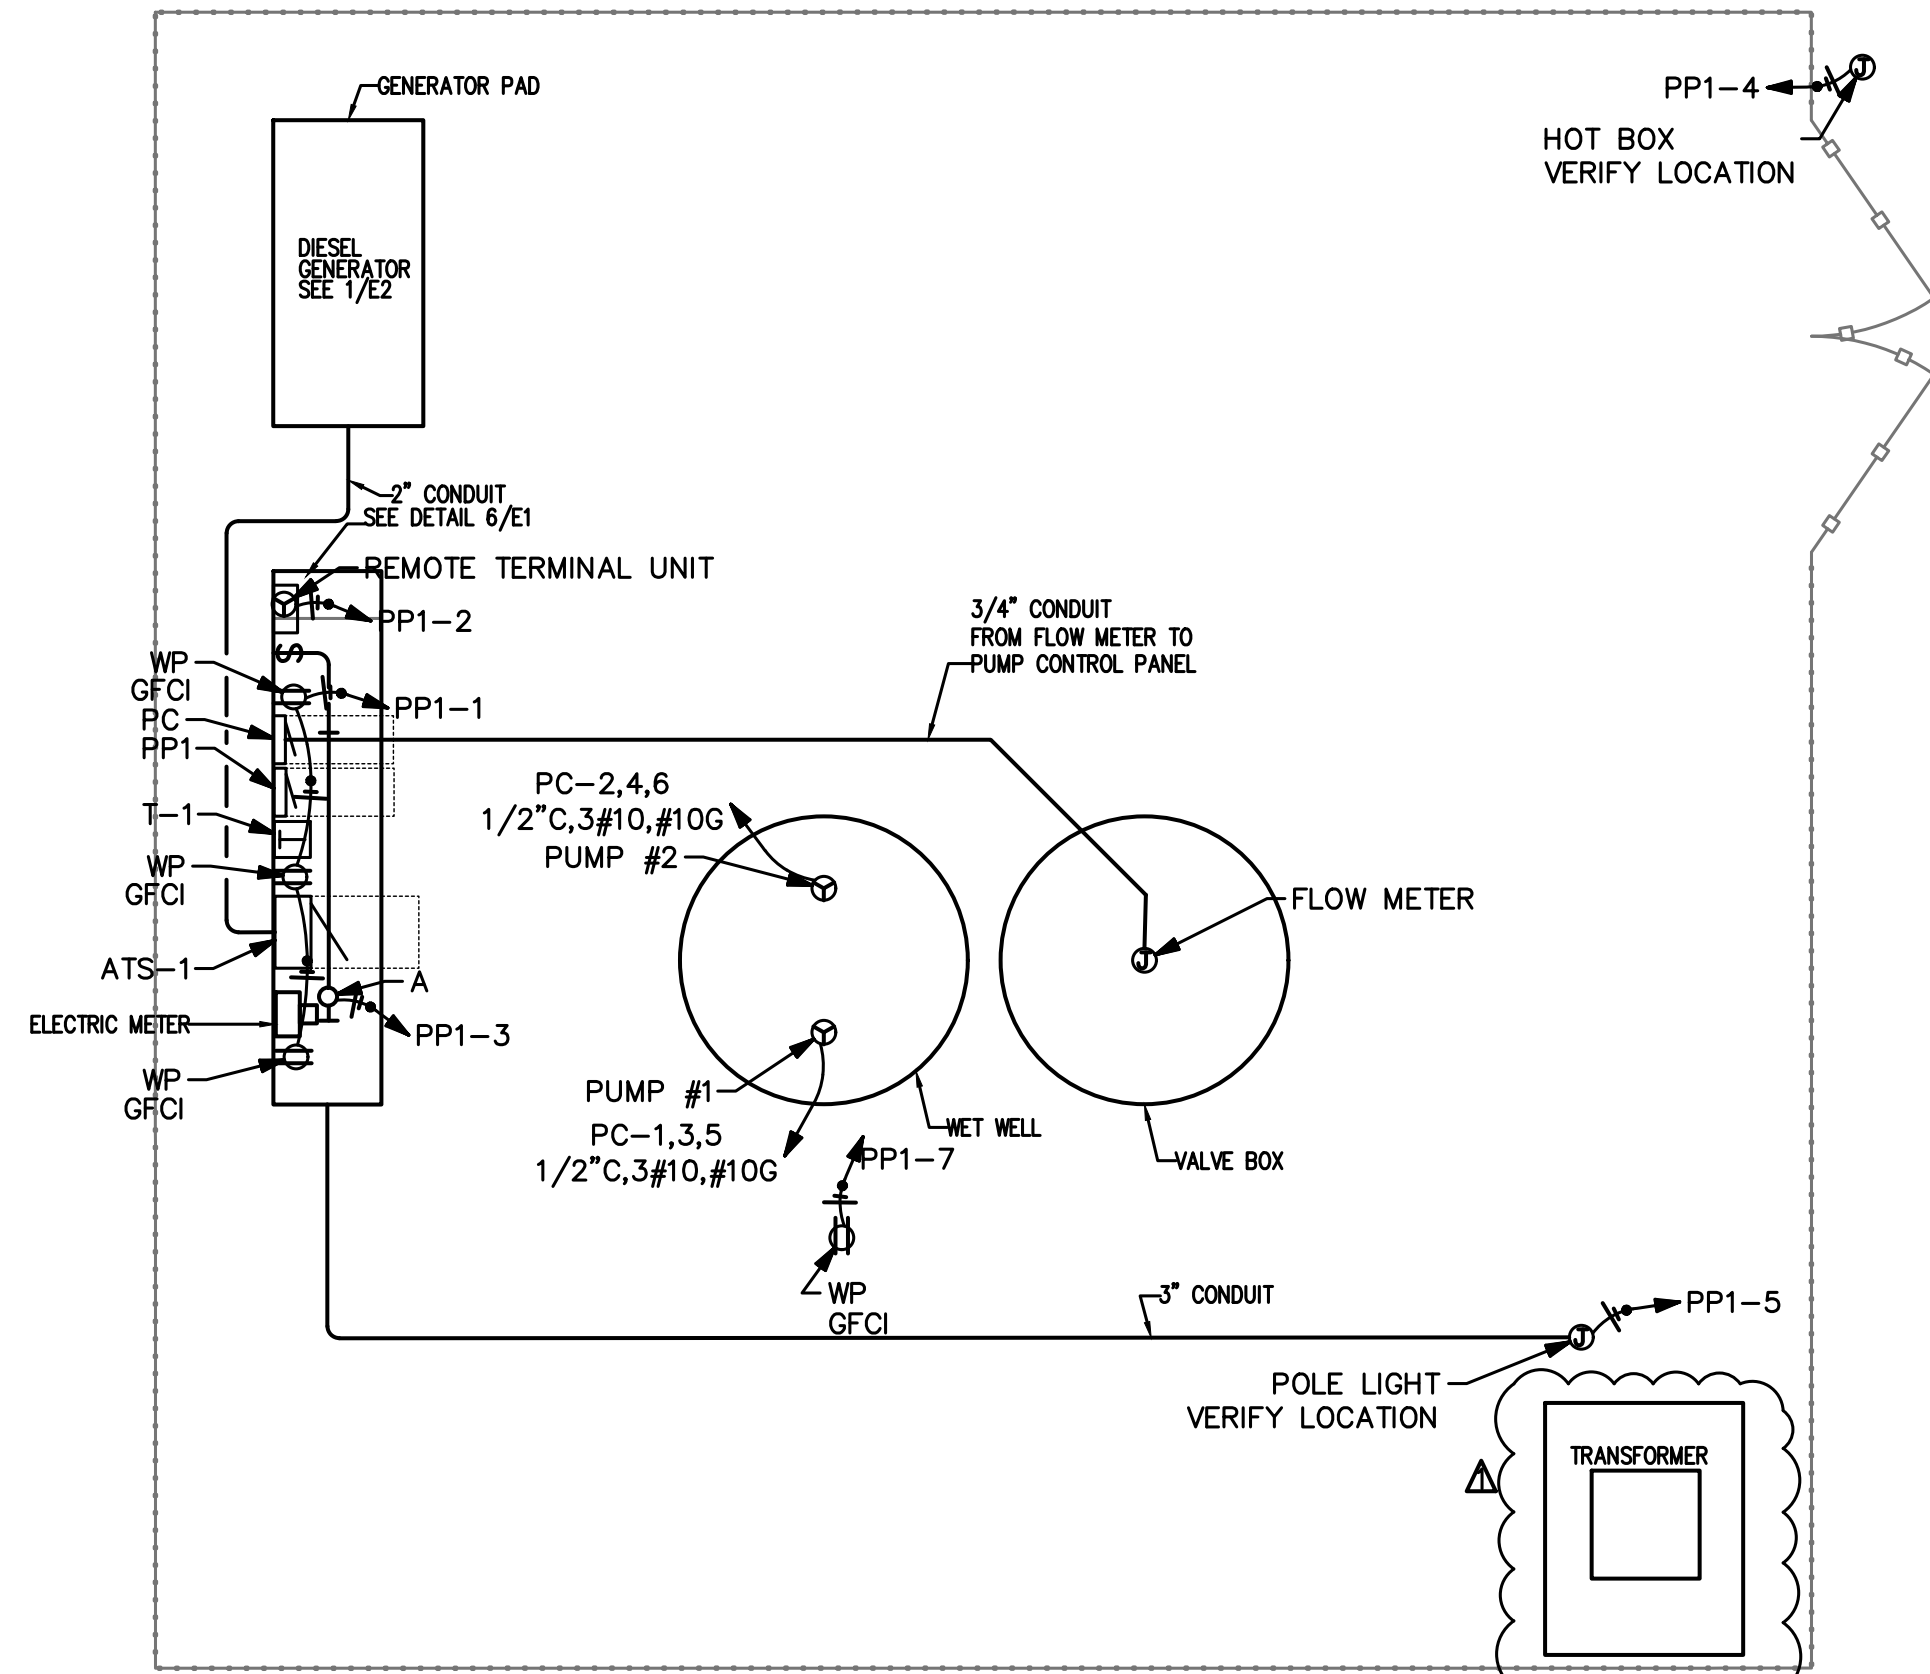 GENERATOR PAD
PP1-4
J
HOT BOX
VERIFY LOCATION
DIESEL
GENERATOR
SEE 1/E2
2" CONDUIT
SEE DETAIL 6/E1
REMOTE TERMINAL UNIT
PP1-2
S
WP
GFCI
PP1-1
PC
PP1
3/4" CONDUIT
FROM FLOW METER TO
PUMP CONTROL PANEL
PC-2,4,6
1/2"C,3#10,#10G
PUMP #2
T-1
T
WP
GFCI
FLOW METER
J
ATS-1
A
ELECTRIC METER
PP1-3
WP
GFCI
PUMP #1
PC-1,3,5
1/2"C,3#10,#10G
WET WELL
VALVE BOX
PP1-7
WP
GFCI
3" CONDUIT
PP1-5
J
POLE LIGHT
VERIFY LOCATION
TRANSFORMER
1